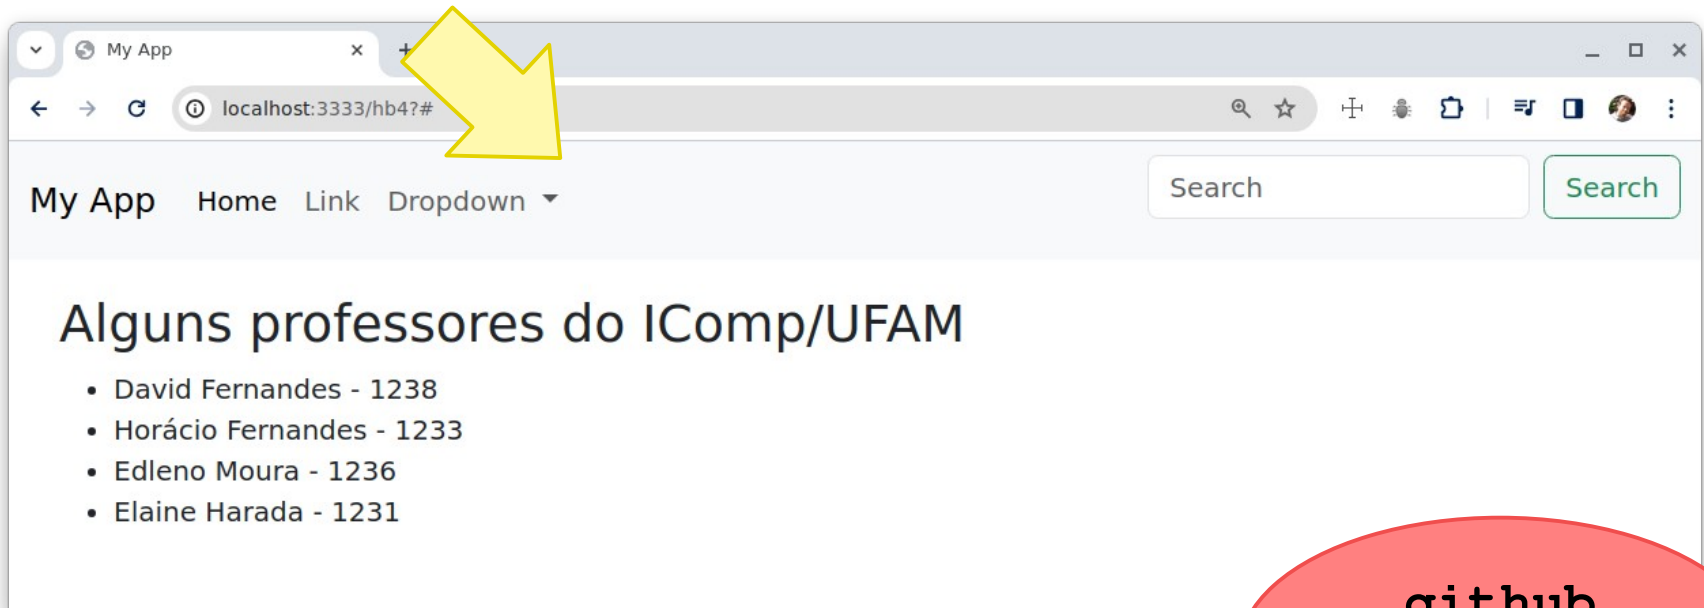 My App
localhost:3333/hb4?#
My App Home Link Dropdown Search Search
Alguns professores do IComp/UFAM
• David Fernandes - 1238
• Horácio Fernandes - 1233
• Edleno Moura - 1236
• Elaine Harada - 1231
github